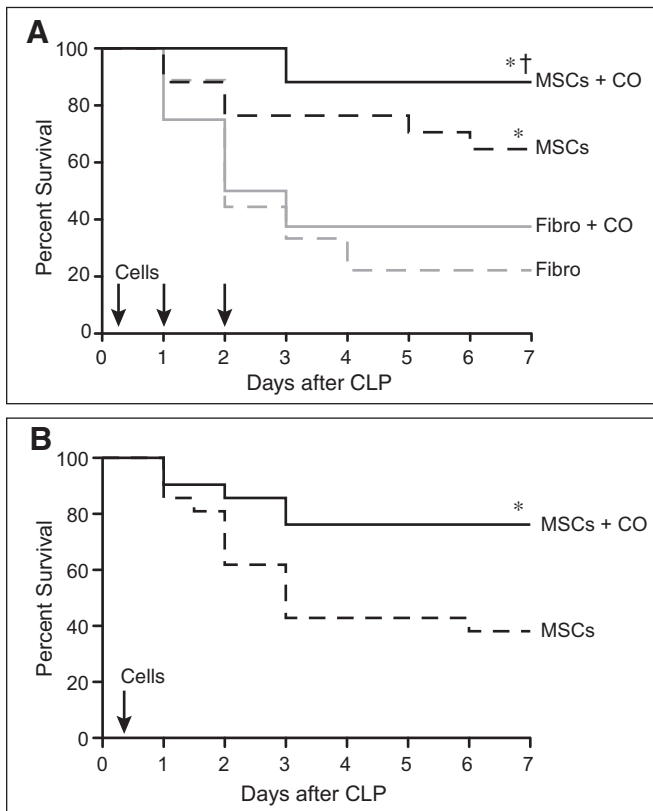 A
Percent Survival
100
80
60
40
20
0
Cells
* †
MSCs + CO
*
MSCs
Fibro + CO
Fibro
0 1 2 3 4 5 6 7
Days after CLP
B
Percent Survival
100
80
60
40
20
0
Cells
*
MSCs + CO
MSCs
0 1 2 3 4 5 6 7
Days after CLP